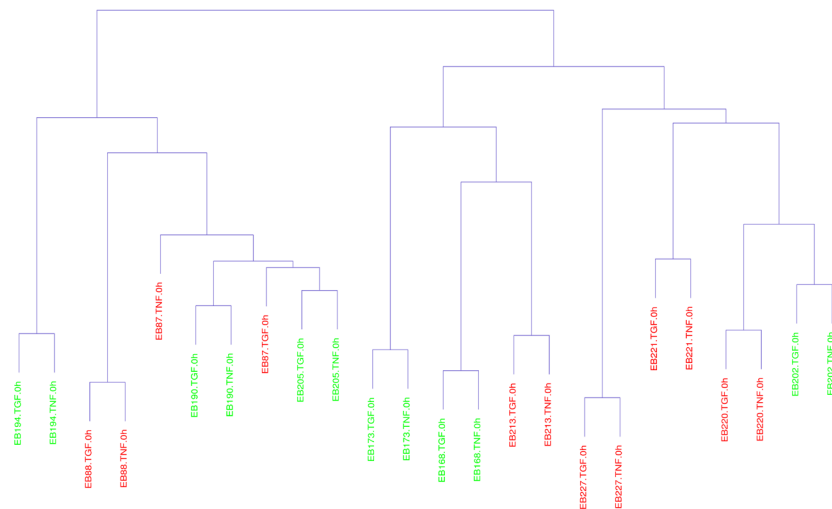 EB194.TGF.0h
EB194.TNF.0h
EB88.TGF.0h
EB88.TNF.0h
EB87.TNF.0h
EB190.TGF.0h
EB190.TNF.0h
EB87.TGF.0h
EB205.TGF.0h
EB205.TNF.0h
EB173.TGF.0h
EB173.TNF.0h
EB168.TGF.0h
EB168.TNF.0h
EB213.TGF.0h
EB213.TNF.0h
EB227.TGF.0h
EB227.TNF.0h
EB221.TGF.0h
EB221.TNF.0h
EB220.TGF.0h
EB220.TNF.0h
EB202.TGF.0h
EB202.TNF.0h